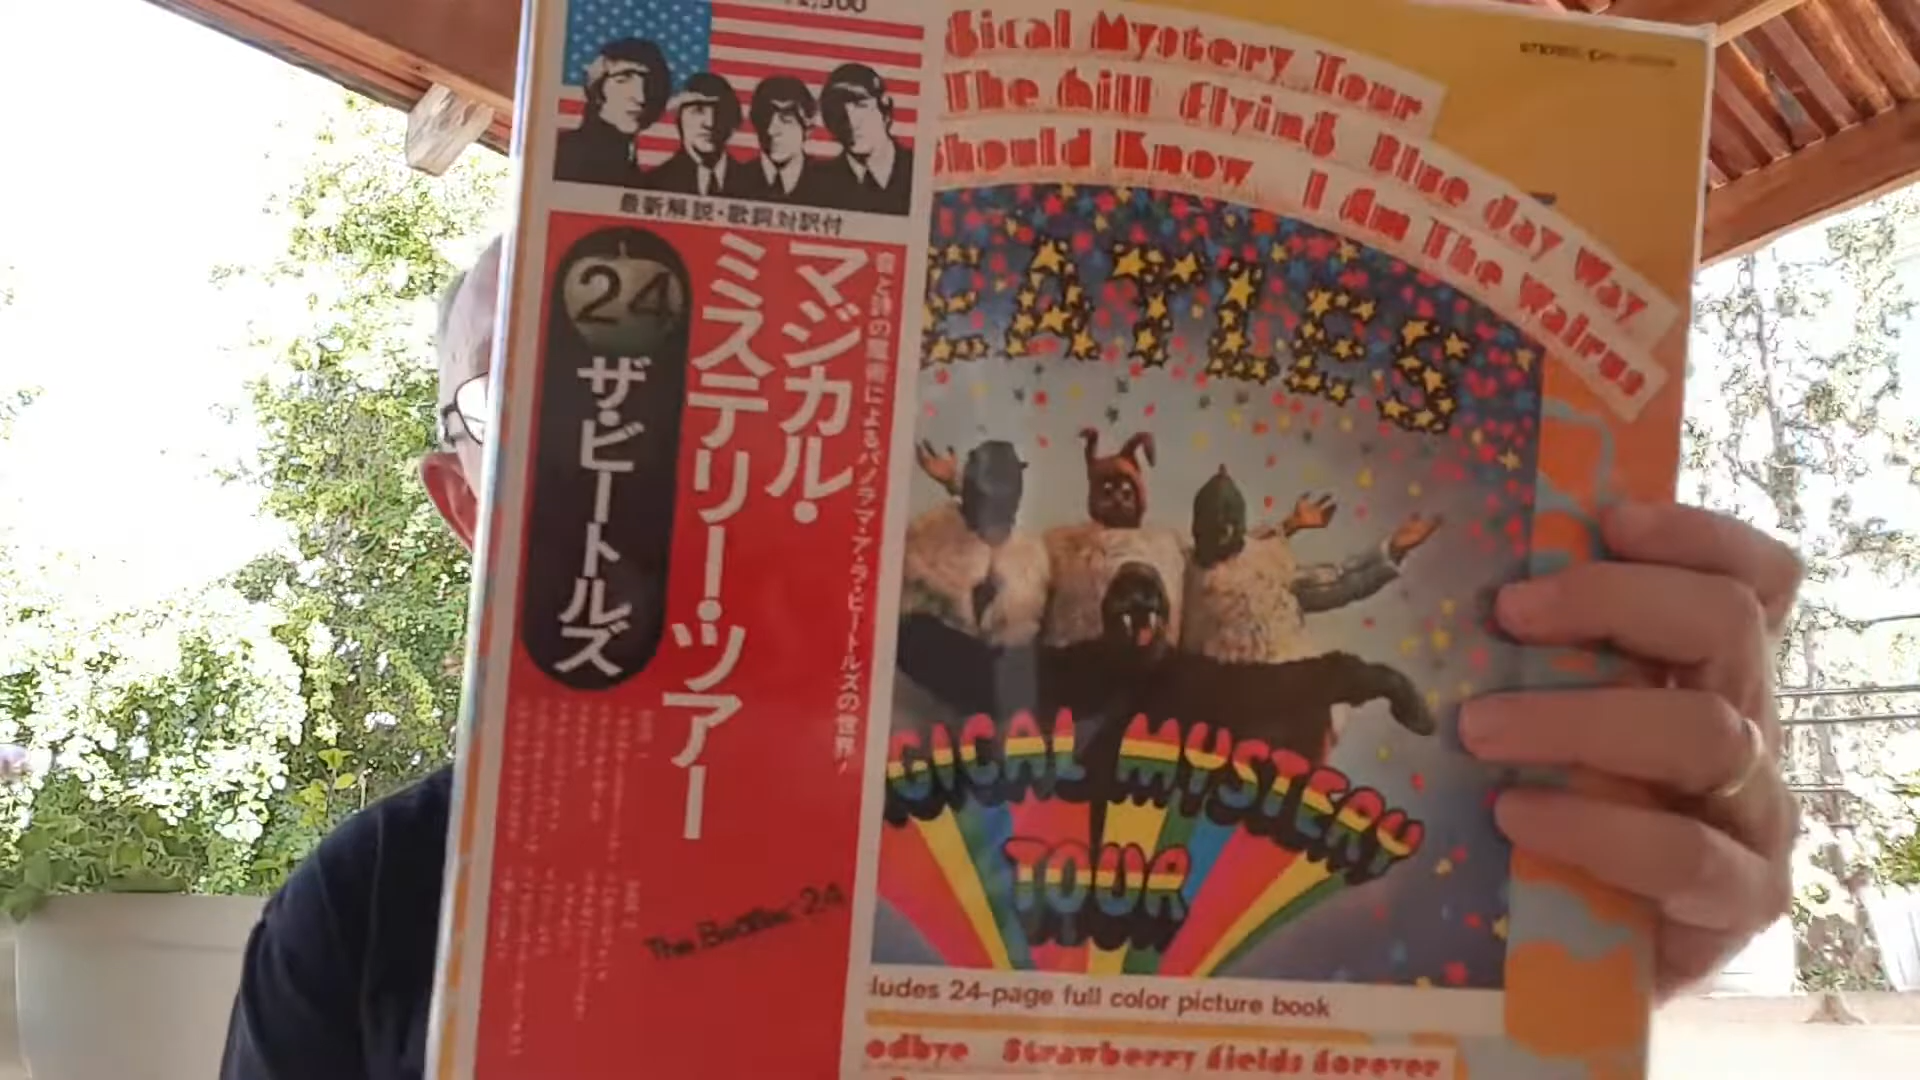 最新解説・歌詞対訳付
音と詩の魔術によるパノラマ・ア・ラ・ビートルズの世界!
マジカル・
ミステリー・ツアー
24
ザ・ビートルズ
The Beatles: 24
gical Mystery Tour
The hill Flying Blue day Way
Should Know I Am The Walrus
EATLES
GICAL MYSTERY
TOUR
ludes 24-page full color picture book
odbye Strawberry fields forever